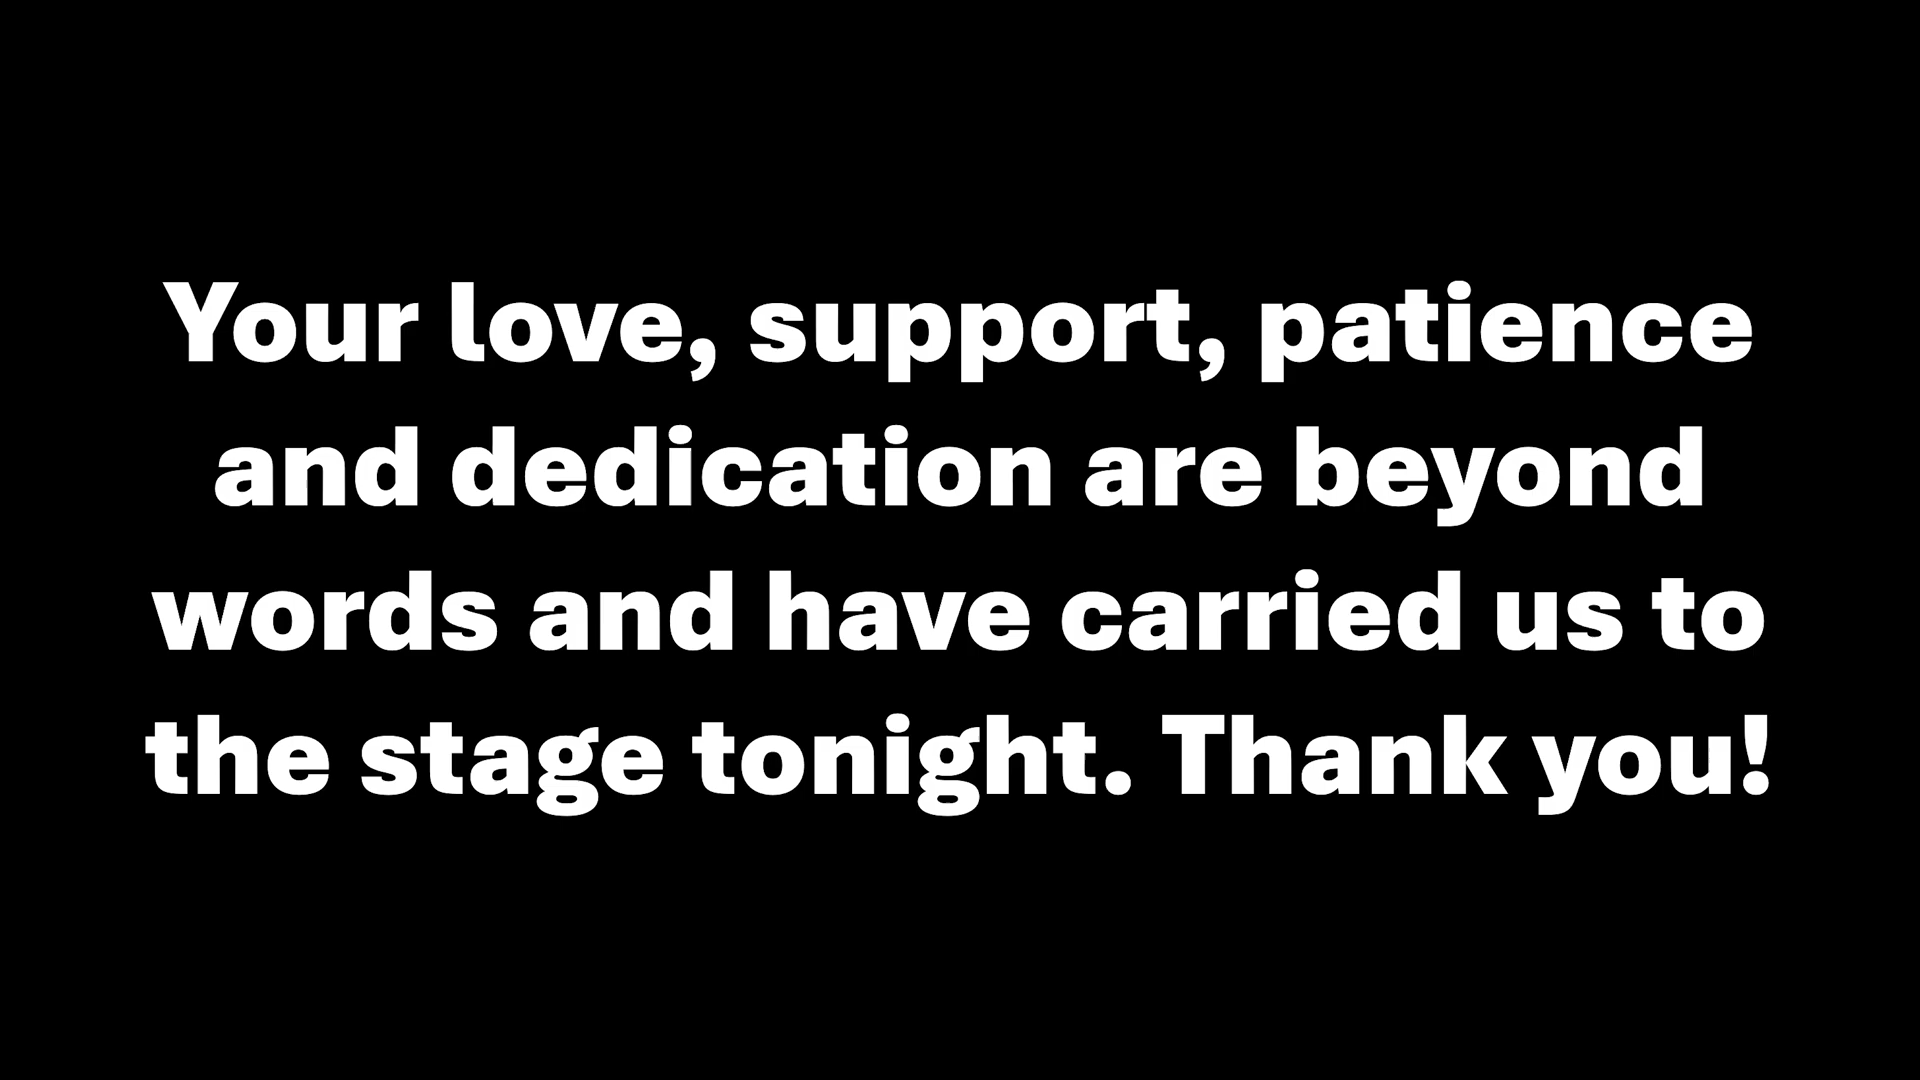 Your love, support, patience
and dedication are beyond
words and have carried us to
the stage tonight. Thank you!